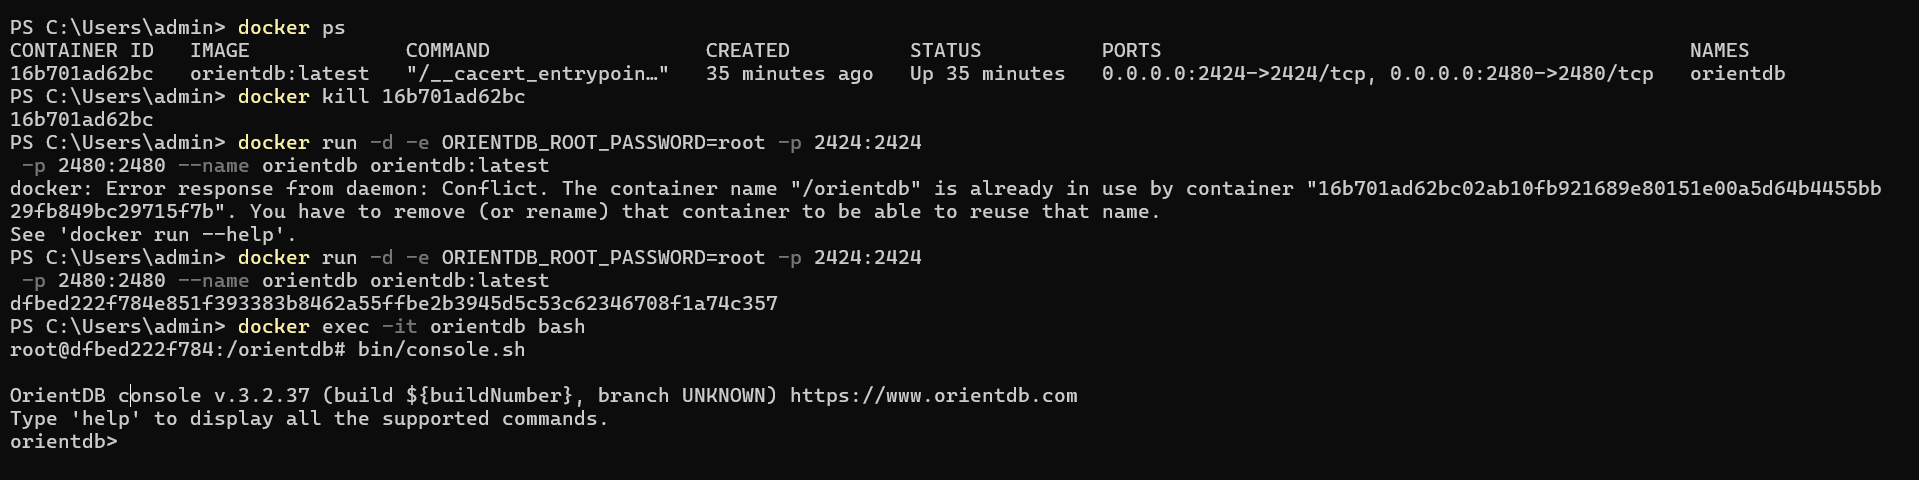 PS C:\Users\admin> docker ps
CONTAINER ID   IMAGE             COMMAND                  CREATED          STATUS          PORTS                                            NAMES
16b701ad62bc   orientdb:latest   "/__cacert_entrypoin…"   35 minutes ago   Up 35 minutes   0.0.0.0:2424->2424/tcp, 0.0.0.0:2480->2480/tcp   orientdb
PS C:\Users\admin> docker kill 16b701ad62bc
16b701ad62bc
PS C:\Users\admin> docker run -d -e ORIENTDB_ROOT_PASSWORD=root -p 2424:2424
 -p 2480:2480 --name orientdb orientdb:latest
docker: Error response from daemon: Conflict. The container name "/orientdb" is already in use by container "16b701ad62bc02ab10fb921689e80151e00a5d64b4455bb
29fb849bc29715f7b". You have to remove (or rename) that container to be able to reuse that name.
See 'docker run --help'.
PS C:\Users\admin> docker run -d -e ORIENTDB_ROOT_PASSWORD=root -p 2424:2424
 -p 2480:2480 --name orientdb orientdb:latest
dfbed222f784e851f393383b8462a55ffbe2b3945d5c53c62346708f1a74c357
PS C:\Users\admin> docker exec -it orientdb bash
root@dfbed222f784:/orientdb# bin/console.sh

OrientDB console v.3.2.37 (build ${buildNumber}, branch UNKNOWN) https://www.orientdb.com
Type 'help' to display all the supported commands.
orientdb>